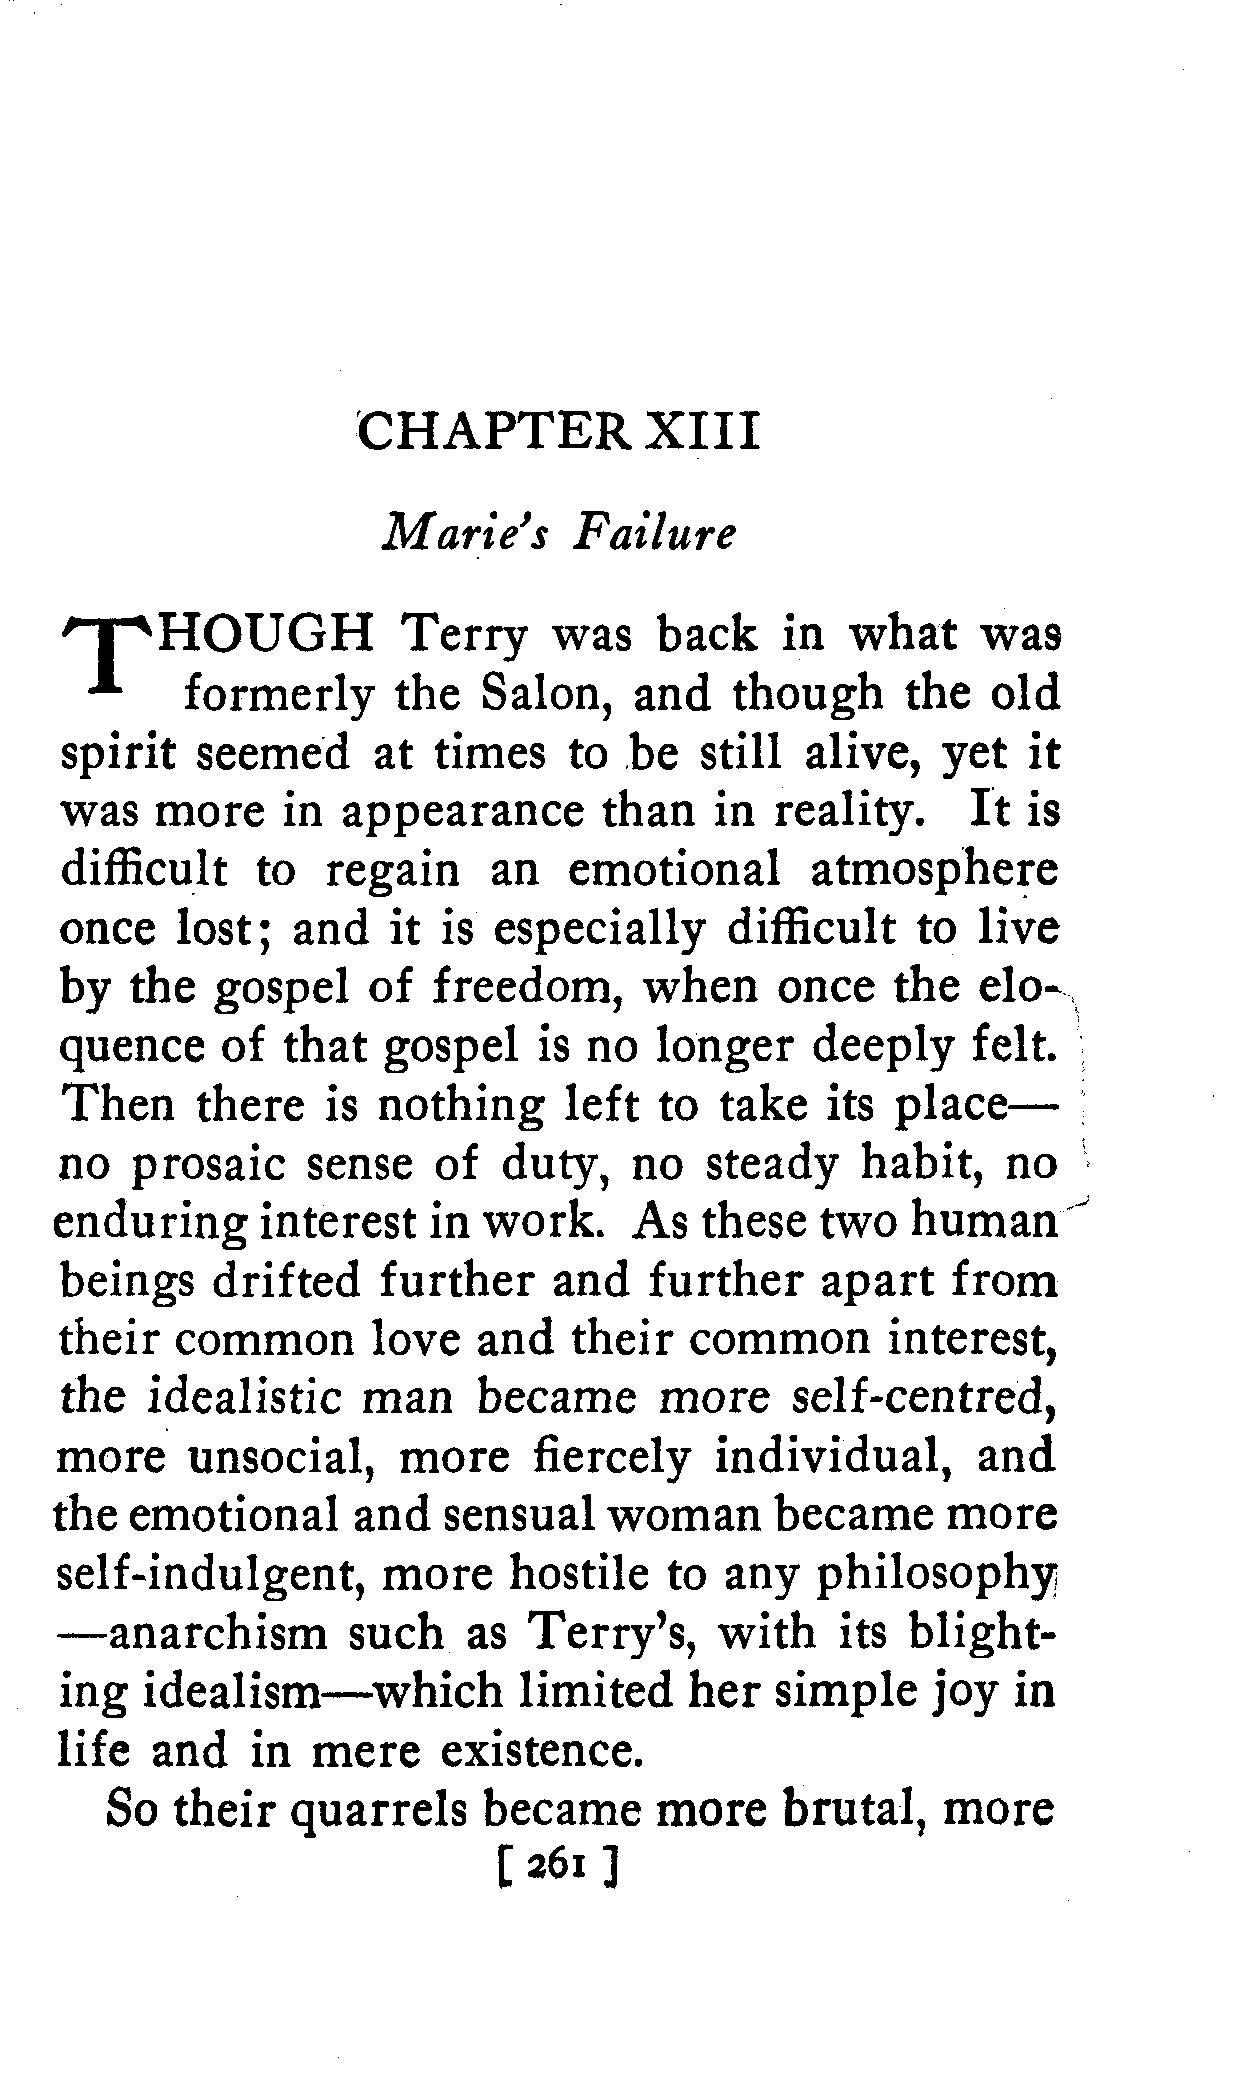 CHAPTER XIII
Marie's Failure
THOUGH Terry was back in what was
formerly the Salon, and though the old
spirit seemed at times to be still alive, yet it
was more in appearance than in reality. It is
difficult to regain an emotional atmosphere
once lost; and it is especially difficult to live
by the gospel of freedom, when once the elo-
quence of that gospel is no longer deeply felt.
Then there is nothing left to take its place—
no prosaic sense of duty, no steady habit, no
enduring interest in work. As these two human
beings drifted further and further apart from
their common love and their common interest,
the idealistic man became more self-centred,
more unsocial, more fiercely individual, and
the emotional and sensual woman became more
self-indulgent, more hostile to any philosophy
—anarchism such as Terry's, with its blight-
ing idealism—which limited her simple joy in
life and in mere existence.
So their quarrels became more brutal, more
[ 261 ]